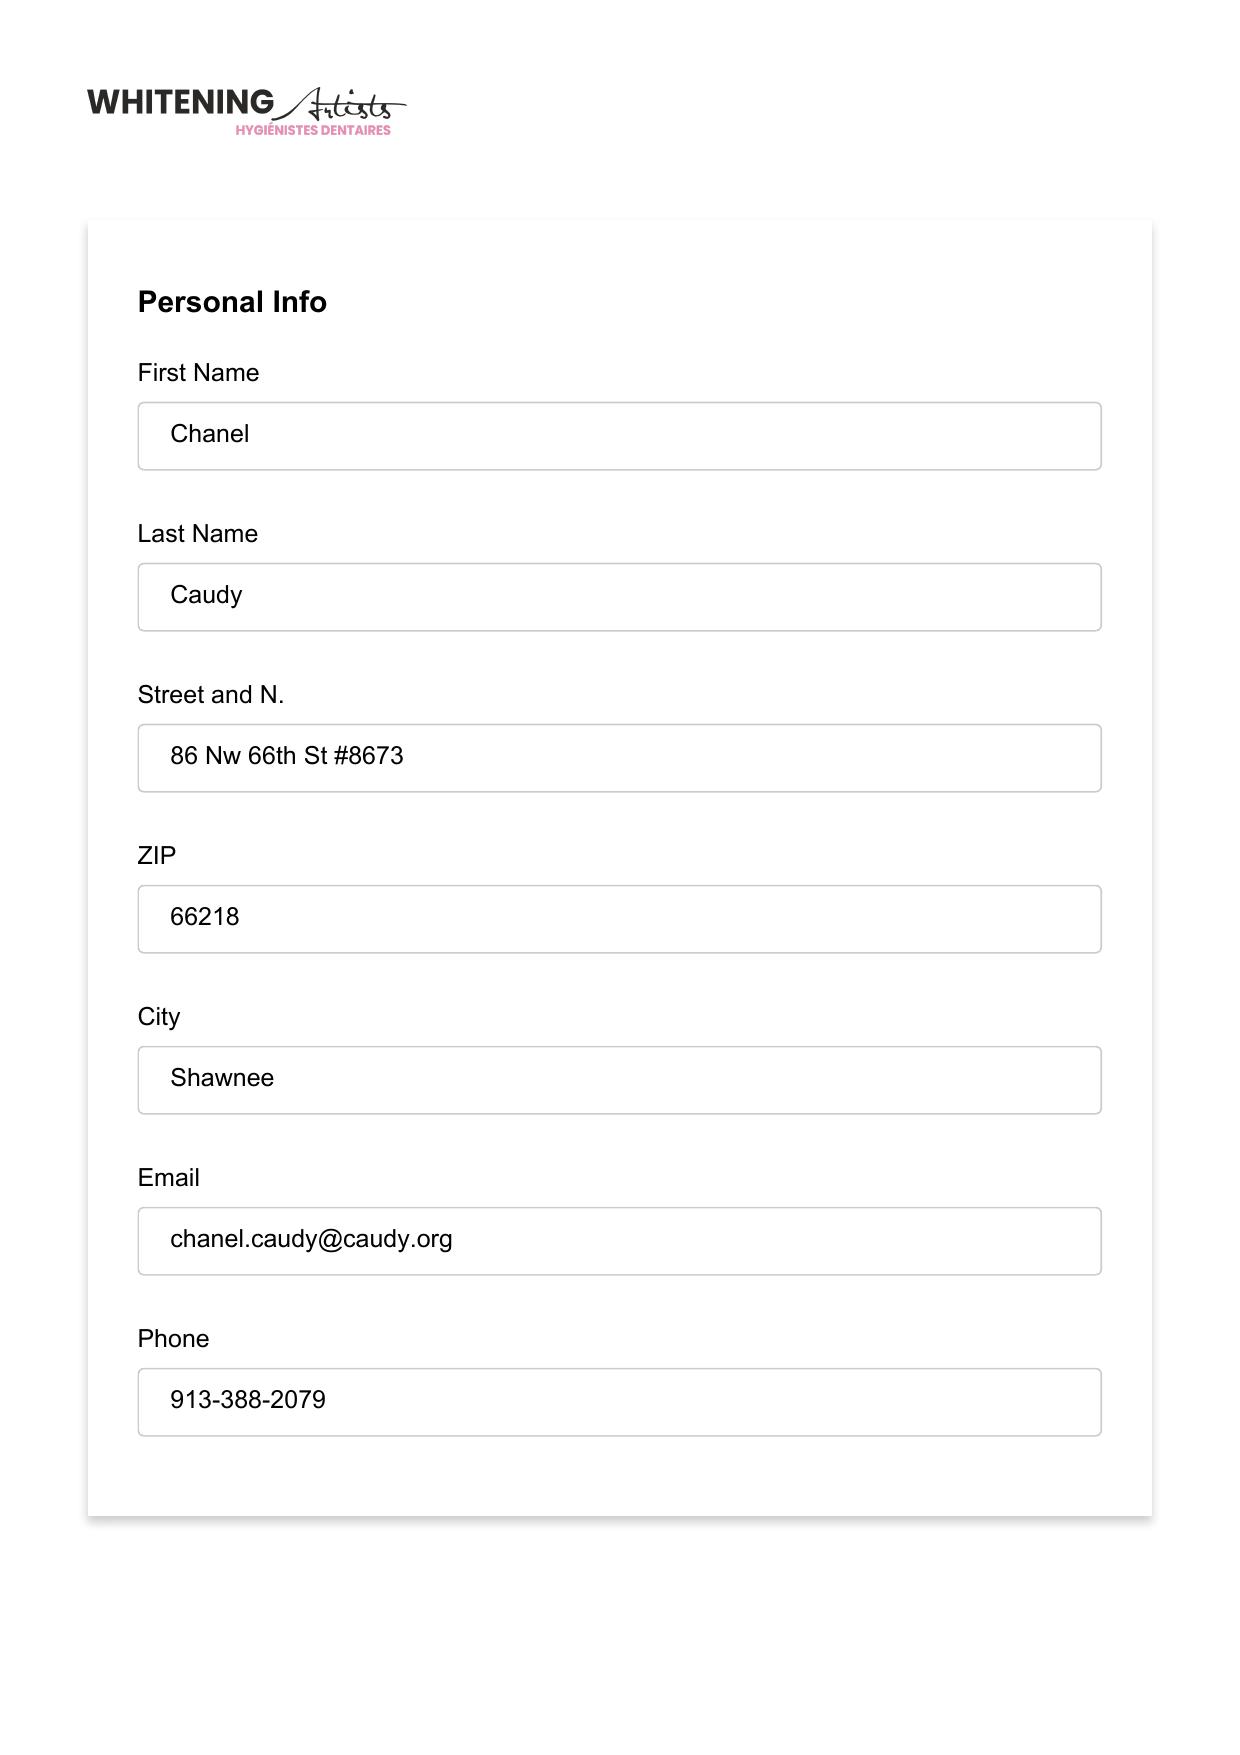 WHITENING Artists
HYGIÉNISTES DENTAIRES
Personal Info
First Name
Chanel
Last Name
Caudy
Street and N.
86 Nw 66th St #8673
ZIP
66218
City
Shawnee
Email
chanel.caudy@caudy.org
Phone
913-388-2079